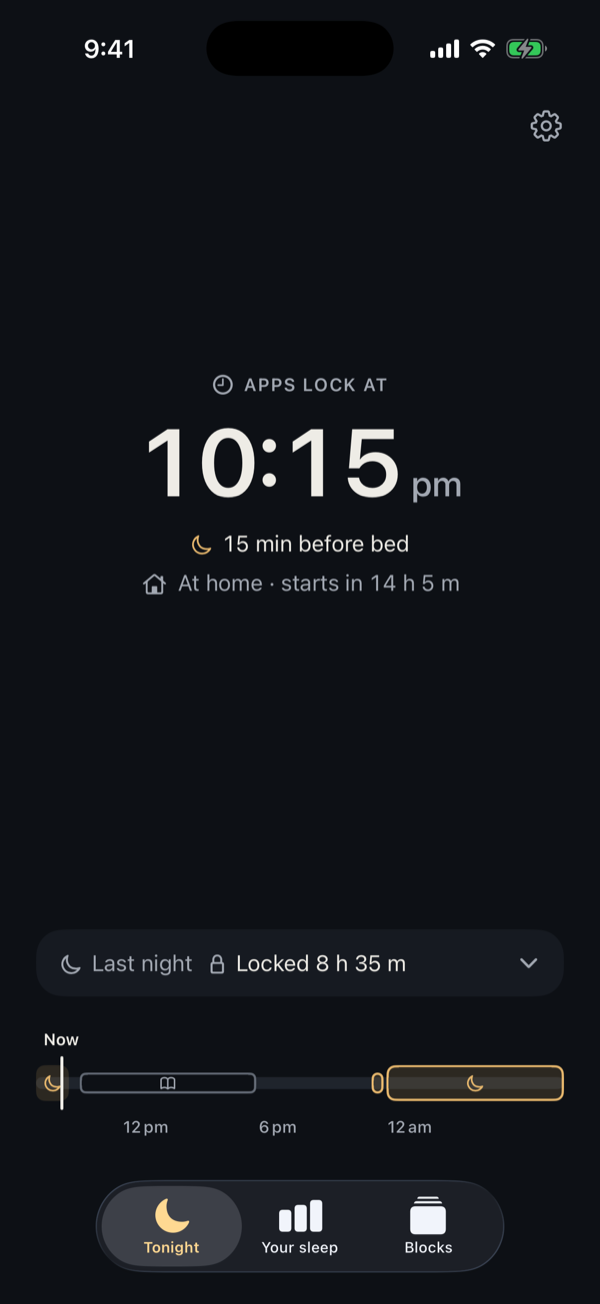 9:41
APPS LOCK AT
10:15 pm
15 min before bed
At home · starts in 14 h 5 m
Last night Locked 8 h 35 m
Now
12 pm 6 pm 12 am
Tonight Your sleep Blocks